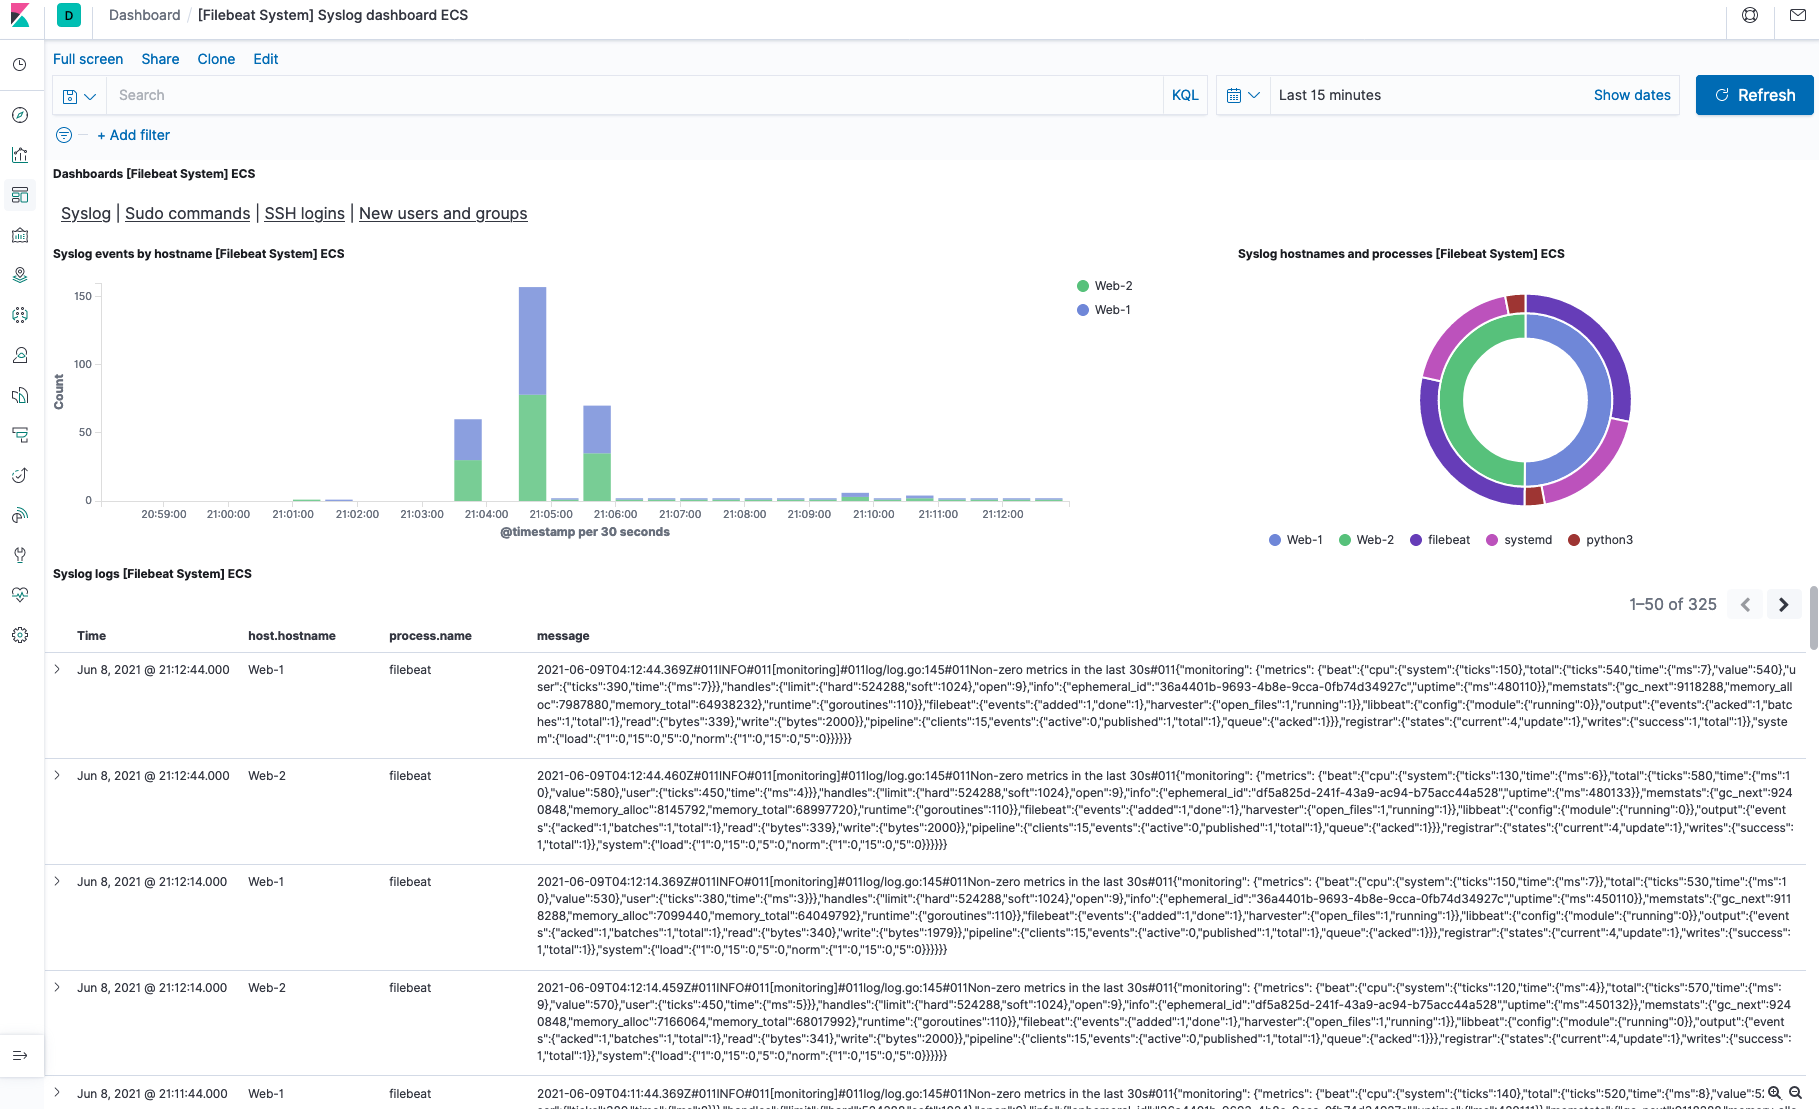 D Dashboard / [Filebeat System] Syslog dashboard ECS
Full screen Share Clone Edit
Search KQL Last 15 minutes Show dates Refresh
+ Add filter
Dashboards [Filebeat System] ECS
Syslog | Sudo commands | SSH logins | New users and groups
Syslog events by hostname [Filebeat System] ECS
Web-2
Web-1
150
100
50
0
Count
20:59:00 21:00:00 21:01:00 21:02:00 21:03:00 21:04:00 21:05:00 21:06:00 21:07:00 21:08:00 21:09:00 21:10:00 21:11:00 21:12:00
@timestamp per 30 seconds
Syslog hostnames and processes [Filebeat System] ECS
Web-1 Web-2 filebeat systemd python3
Syslog logs [Filebeat System] ECS
1–50 of 325
Time host.hostname process.name message
Jun 8, 2021 @ 21:12:44.000 Web-1 filebeat 2021-06-09T04:12:44.369Z#011INFO#011[monitoring]#011log/log.go:145#011Non-zero metrics in the last 30s#011{"monitoring": {"metrics": {"beat":{"cpu":{"system":{"ticks":150},"total":{"ticks":540,"time":{"ms":7},"value":540},"u
ser":{"ticks":390,"time":{"ms":7}}},"handles":{"limit":{"hard":524288,"soft":1024},"open":9},"info":{"ephemeral_id":"36a4401b-9693-4b8e-9cca-0fb74d34927c","uptime":{"ms":480110}},"memstats":{"gc_next":9118288,"memory_all
oc":7987880,"memory_total":64938232},"runtime":{"goroutines":110}},"filebeat":{"events":{"added":1,"done":1},"harvester":{"open_files":1,"running":1}},"libbeat":{"config":{"module":{"running":0}},"output":{"events":{"acked":1,"batc
hes":1,"total":1},"read":{"bytes":339},"write":{"bytes":2000}},"pipeline":{"clients":15,"events":{"active":0,"published":1,"total":1},"queue":{"acked":1}}},"registrar":{"states":{"current":4,"update":1},"writes":{"success":1,"total":1}},"syste
m":{"load":{"1":0,"15":0,"5":0,"norm":{"1":0,"15":0,"5":0}}}}}}
Jun 8, 2021 @ 21:12:44.000 Web-2 filebeat 2021-06-09T04:12:44.460Z#011INFO#011[monitoring]#011log/log.go:145#011Non-zero metrics in the last 30s#011{"monitoring": {"metrics": {"beat":{"cpu":{"system":{"ticks":130,"time":{"ms":6}},"total":{"ticks":580,"time":{"ms":10
},"value":580},"user":{"ticks":450,"time":{"ms":4}}},"handles":{"limit":{"hard":524288,"soft":1024},"open":9},"info":{"ephemeral_id":"df5a825d-241f-43a9-ac94-b75acc44a528","uptime":{"ms":480133}},"memstats":{"gc_next":924
0848,"memory_alloc":8145792,"memory_total":68997720},"runtime":{"goroutines":110}},"filebeat":{"events":{"added":1,"done":1},"harvester":{"open_files":1,"running":1}},"libbeat":{"config":{"module":{"running":0}},"output":{"event
s":{"acked":1,"batches":1,"total":1},"read":{"bytes":339},"write":{"bytes":2000}},"pipeline":{"clients":15,"events":{"active":0,"published":1,"total":1},"queue":{"acked":1}}},"registrar":{"states":{"current":4,"update":1},"writes":{"success":
1,"total":1}},"system":{"load":{"1":0,"15":0,"5":0,"norm":{"1":0,"15":0,"5":0}}}}}}
Jun 8, 2021 @ 21:12:14.000 Web-1 filebeat 2021-06-09T04:12:14.369Z#011INFO#011[monitoring]#011log/log.go:145#011Non-zero metrics in the last 30s#011{"monitoring": {"metrics": {"beat":{"cpu":{"system":{"ticks":150,"time":{"ms":7}},"total":{"ticks":530,"time":{"ms":10
},"value":530},"user":{"ticks":380,"time":{"ms":3}}},"handles":{"limit":{"hard":524288,"soft":1024},"open":9},"info":{"ephemeral_id":"36a4401b-9693-4b8e-9cca-0fb74d34927c","uptime":{"ms":450110}},"memstats":{"gc_next":911
8288,"memory_alloc":7099440,"memory_total":64049792},"runtime":{"goroutines":110}},"filebeat":{"events":{"added":1,"done":1},"harvester":{"open_files":1,"running":1}},"libbeat":{"config":{"module":{"running":0}},"output":{"event
s":{"acked":1,"batches":1,"total":1},"read":{"bytes":340},"write":{"bytes":1979}},"pipeline":{"clients":15,"events":{"active":0,"published":1,"total":1},"queue":{"acked":1}}},"registrar":{"states":{"current":4,"update":1},"writes":{"success":
1,"total":1}},"system":{"load":{"1":0,"15":0,"5":0,"norm":{"1":0,"15":0,"5":0}}}}}}
Jun 8, 2021 @ 21:12:14.000 Web-2 filebeat 2021-06-09T04:12:14.459Z#011INFO#011[monitoring]#011log/log.go:145#011Non-zero metrics in the last 30s#011{"monitoring": {"metrics": {"beat":{"cpu":{"system":{"ticks":120,"time":{"ms":4}},"total":{"ticks":570,"time":{"ms":
9},"value":570},"user":{"ticks":450,"time":{"ms":5}}},"handles":{"limit":{"hard":524288,"soft":1024},"open":9},"info":{"ephemeral_id":"df5a825d-241f-43a9-ac94-b75acc44a528","uptime":{"ms":450132}},"memstats":{"gc_next":924
0848,"memory_alloc":7166064,"memory_total":68017992},"runtime":{"goroutines":110}},"filebeat":{"events":{"added":1,"done":1},"harvester":{"open_files":1,"running":1}},"libbeat":{"config":{"module":{"running":0}},"output":{"event
s":{"acked":1,"batches":1,"total":1},"read":{"bytes":341},"write":{"bytes":2000}},"pipeline":{"clients":15,"events":{"active":0,"published":1,"total":1},"queue":{"acked":1}}},"registrar":{"states":{"current":4,"update":1},"writes":{"success":
1,"total":1}},"system":{"load":{"1":0,"15":0,"5":0,"norm":{"1":0,"15":0,"5":0}}}}}}
Jun 8, 2021 @ 21:11:44.000 Web-1 filebeat 2021-06-09T04:11:44.369Z#011INFO#011[monitoring]#011log/log.go:145#011Non-zero metrics in the last 30s#011{"monitoring": {"metrics": {"beat":{"cpu":{"system":{"ticks":140},"total":{"ticks":520,"time":{"ms":8},"value":52